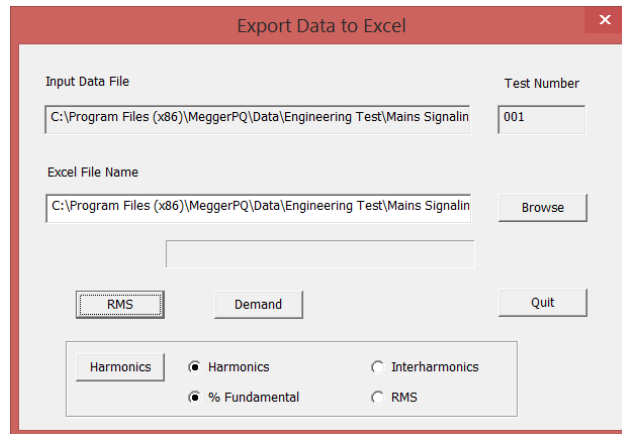 Export Data to Excel
x
Input Data File Test Number
C:\Program Files (x86)\MeggerPQ\Data\Engineering Test\Mains Signalin 001
Excel File Name
C:\Program Files (x86)\MeggerPQ\Data\Engineering Test\Mains Signalin Browse
RMS Demand Quit
Harmonics Harmonics Interharmonics
% Fundamental RMS